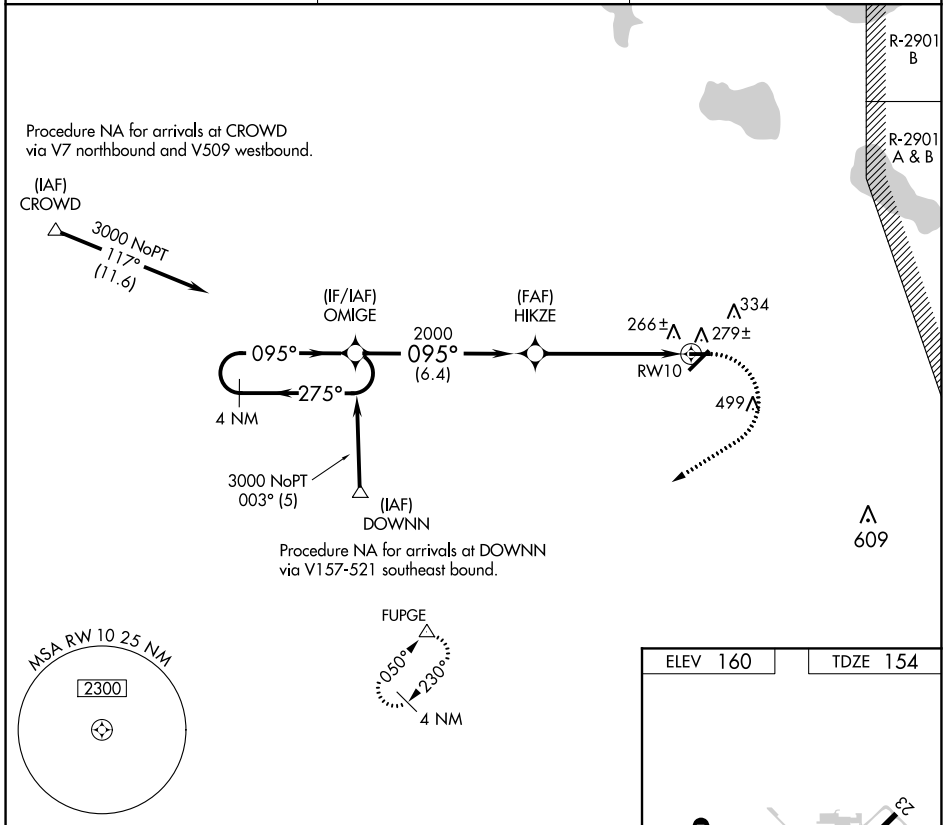 R-2901
B
R-2901
A & B
Procedure NA for arrivals at CROWD
via V7 northbound and V509 westbound.
(IAF)
CROWD
3000 NoPT
117°
(11.6)
(IF/IAF)
OMIGE
(FAF)
HIKZE
334
266±
279±
2000
095°
095°
(6.4)
RW10
275°
4 NM
499
3000 NoPT
003° (5)
(IAF)
DOWNN
609
Procedure NA for arrivals at DOWNN
via V157-521 southeast bound.
FUPGE
050°
230°
4 NM
MSA RW 10 25 NM
2300
ELEV 160
TDZE 154
23